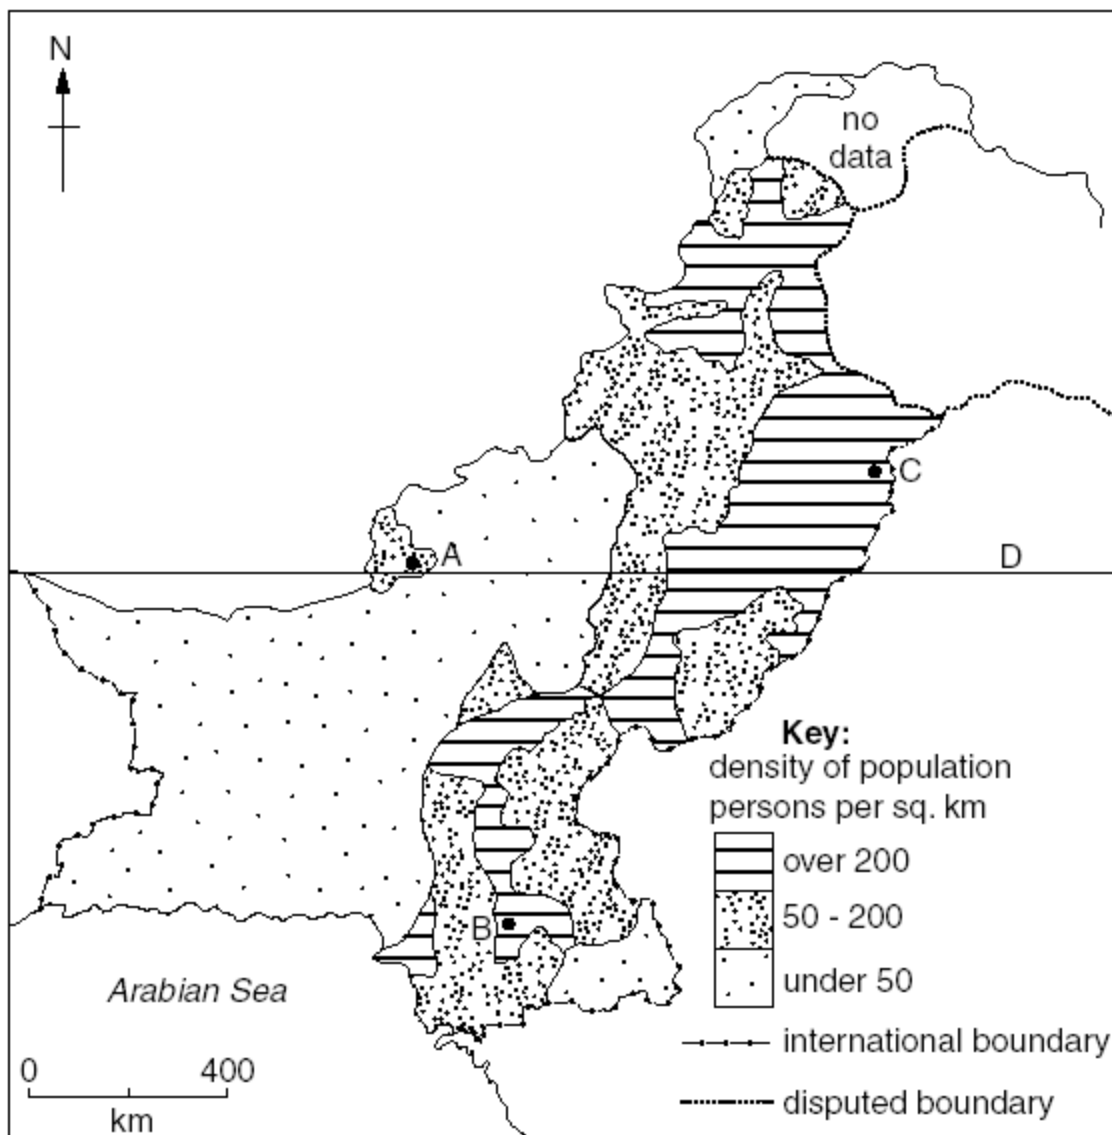 N
no
data
C
A
D
Key:
density of population
persons per sq. km
over 200
50 - 200
B
under 50
Arabian Sea
international boundary
0 400
km
disputed boundary